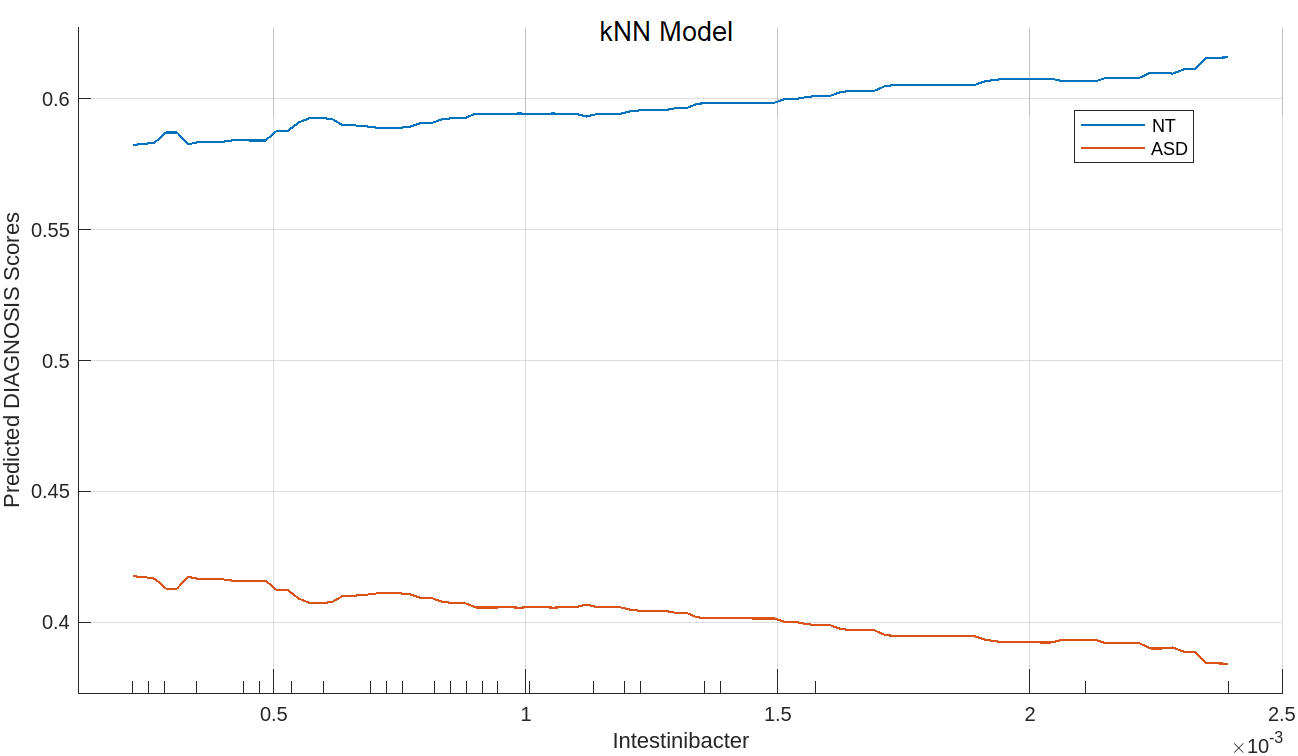 kNN Model
NT
ASD
Predicted DIAGNOSIS Scores
0.6
0.55
0.5
0.45
0.4
0.5 1 1.5 2 2.5
Intestinibacter
×10-3